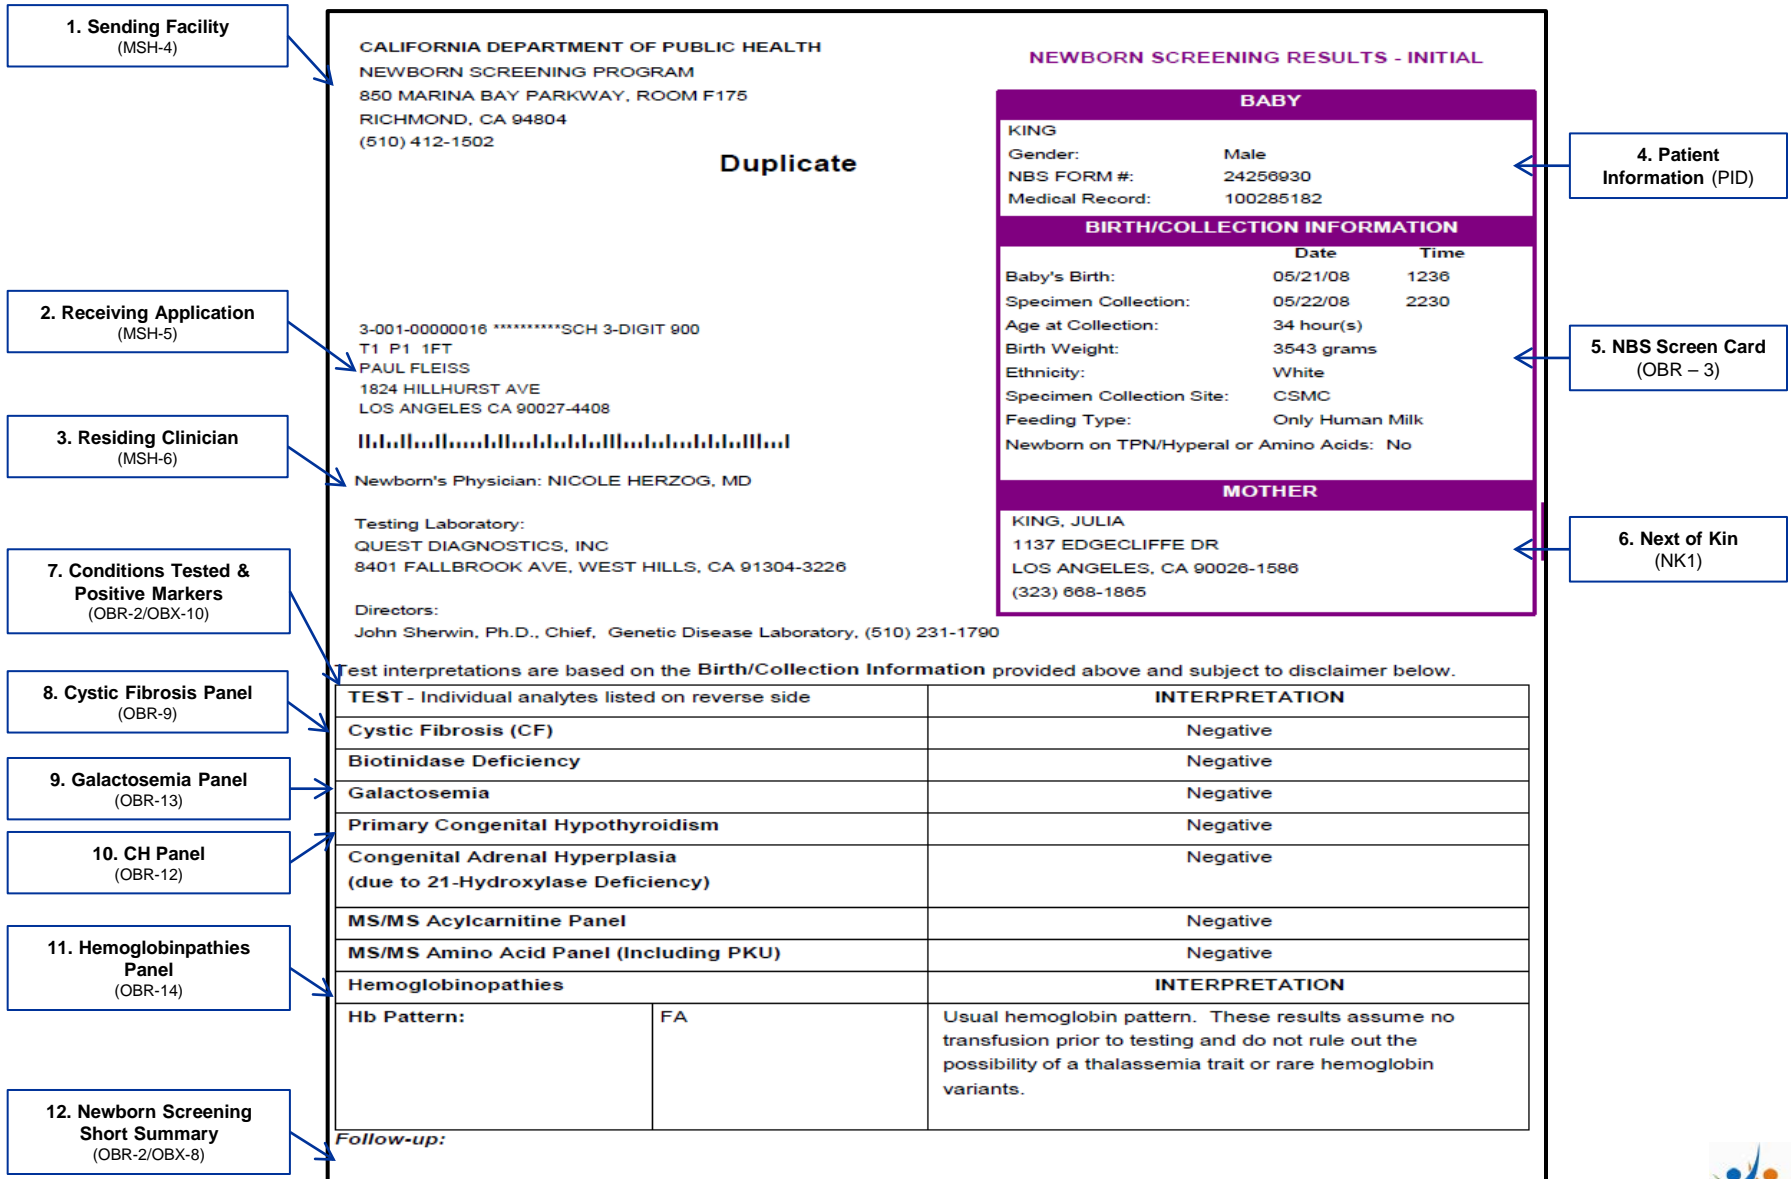 1. Sending Facility
(MSH-4)
2. Receiving Application
(MSH-5)
3. Residing Clinician
(MSH-6)
7. Conditions Tested &
Positive Markers
(OBR-2/OBX-10)
8. Cystic Fibrosis Panel
(OBR-9)
9. Galactosemia Panel
(OBR-13)
10. CH Panel
(OBR-12)
11. Hemoglobinpathies
Panel
(OBR-14)
12. Newborn Screening
Short Summary
(OBR-2/OBX-8)
CALIFORNIA DEPARTMENT OF PUBLIC HEALTH
NEWBORN SCREENING PROGRAM
850 MARINA BAY PARKWAY, ROOM F175
RICHMOND, CA 94804
(510) 412-1502
Duplicate
3-001-00000016 **********SCH 3-DIGIT 900
T1 P1 1FT
PAUL FLEISS
1824 HILLHURST AVE
LOS ANGELES CA 90027-4408
Newborn's Physician: NICOLE HERZOG, MD
Testing Laboratory:
QUEST DIAGNOSTICS, INC
8401 FALLBROOK AVE, WEST HILLS, CA 91304-3226
Directors:
John Sherwin, Ph.D., Chief, Genetic Disease Laboratory, (510) 231-1790
NEWBORN SCREENING RESULTS - INITIAL
BABY
KING
Gender: Male
NBS FORM #: 24256930
Medical Record: 100285182
BIRTH/COLLECTION INFORMATION
Date Time
Baby's Birth: 05/21/08 1236
Specimen Collection: 05/22/08 2230
Age at Collection: 34 hour(s)
Birth Weight: 3543 grams
Ethnicity: White
Specimen Collection Site: CSMC
Feeding Type: Only Human Milk
Newborn on TPN/Hyperal or Amino Acids: No
MOTHER
KING, JULIA
1137 EDGECLIFFE DR
LOS ANGELES, CA 90026-1586
(323) 668-1865
4. Patient
Information (PID)
5. NBS Screen Card
(OBR – 3)
6. Next of Kin
(NK1)
Test interpretations are based on the Birth/Collection Information provided above and subject to disclaimer below.
TEST - Individual analytes listed on reverse side INTERPRETATION
Cystic Fibrosis (CF) Negative
Biotinidase Deficiency Negative
Galactosemia Negative
Primary Congenital Hypothyroidism Negative
Congenital Adrenal Hyperplasia Negative
(due to 21-Hydroxylase Deficiency)
MS/MS Acylcarnitine Panel Negative
MS/MS Amino Acid Panel (Including PKU) Negative
Hemoglobinopathies INTERPRETATION
Hb Pattern: FA Usual hemoglobin pattern. These results assume no
transfusion prior to testing and do not rule out the
possibility of a thalassemia trait or rare hemoglobin
variants.
Follow-up: